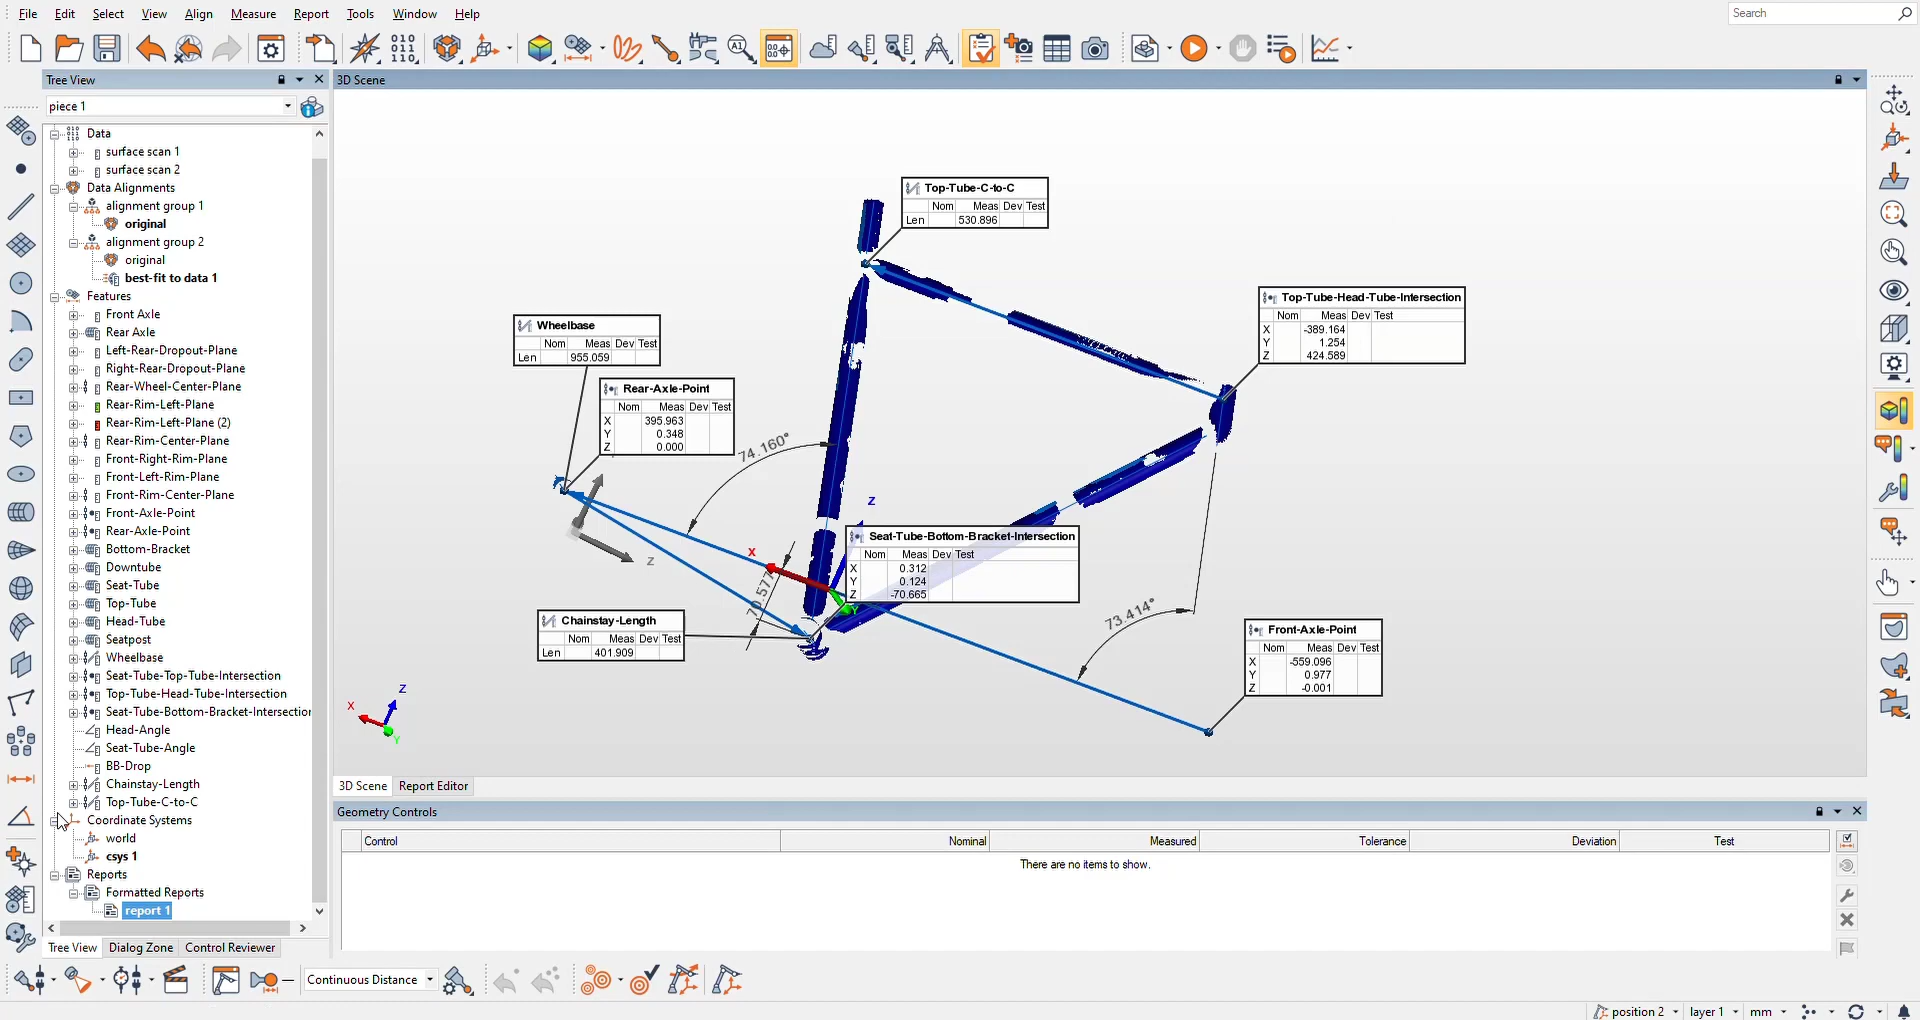 File Edit Select View Align Measure Report Tools Window Help
Search
Tree View
3D Scene
piece 1
Data
surface scan 1
surface scan 2
Data Alignments
alignment group 1
original
alignment group 2
original
best-fit to data 1
Features
Front Axle
Rear Axle
Left-Rear-Dropout-Plane
Right-Rear-Dropout-Plane
Rear-Wheel-Center-Plane
Rear-Rim-Left-Plane
Rear-Rim-Left-Plane (2)
Rear-Rim-Center-Plane
Front-Right-Rim-Plane
Front-Left-Rim-Plane
Front-Rim-Center-Plane
Front-Axle-Point
Rear-Axle-Point
Bottom-Bracket
Downtube
Seat-Tube
Top-Tube
Head-Tube
Seatpost
Wheelbase
Seat-Tube-Top-Tube-Intersection
Top-Tube-Head-Tube-Intersection
Seat-Tube-Bottom-Bracket-Intersection
Head-Angle
Seat-Tube-Angle
BB-Drop
Chainstay-Length
Top-Tube-C-to-C
Coordinate Systems
world
csys 1
Reports
Formatted Reports
report 1
Tree View Dialog Zone Control Reviewer
Top-Tube-C-to-C
Nom Meas Dev Test
Len 530.896
Top-Tube-Head-Tube-Intersection
Nom Meas Dev Test
X -389.164
Y 1.254
Z 424.589
Wheelbase
Nom Meas Dev Test
Len 955.059
Rear-Axle-Point
Nom Meas Dev Test
X 395.963
Y 0.348
Z 0.000
74.160°
Z
Seat-Tube-Bottom-Bracket-Intersection
Nom Meas Dev Test
X 0.312
Y 0.124
Z -70.665
X
Z
Y
70.577
Chainstay-Length
Nom Meas Dev Test
Len 401.909
73.414°
Front-Axle-Point
Nom Meas Dev Test
X -559.096
Y 0.977
Z -0.001
Z
X
Y
3D Scene Report Editor
Geometry Controls
Control Nominal Measured Tolerance Deviation Test
There are no items to show.
Continuous Distance
position 2 layer 1 mm